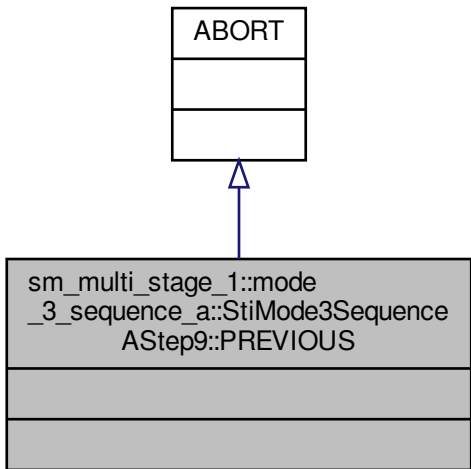 ABORT
sm_multi_stage_1::mode
_3_sequence_a::StiMode3Sequence
AStep9::PREVIOUS